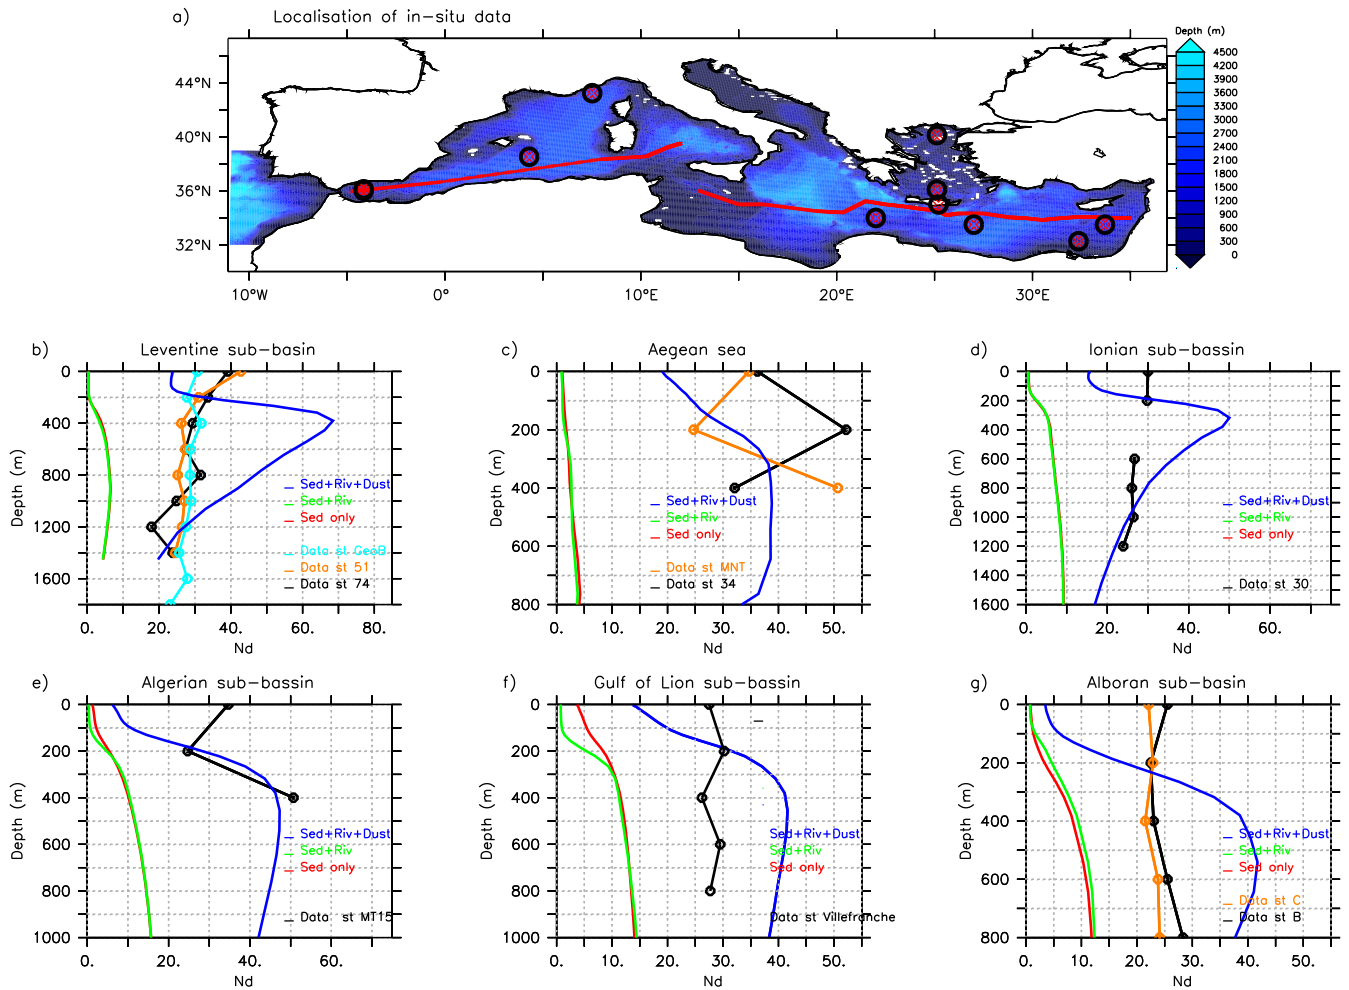 a) Localisation of in-situ data
Depth (m)
44°N
40°N
36°N
32°N
10°W 0° 10°E 20°E 30°E
4500
4200
3900
3600
3300
3000
2700
2400
2100
1800
1500
1200
900
600
300
0
b) Leventine sub-basin
Depth (m)
0
400
800
1200
1600
Sed+Riv+Dust
Sed+Riv
Sed only
Data st GeoB
Data st 51
Data st 74
0. 20. 40. 60. 80.
Nd
c) Aegean sea
Depth (m)
0
200
400
600
800
Sed+Riv+Dust
Sed+Riv
Sed only
Data st MNT
Data st 34
0. 10. 20. 30. 40. 50.
Nd
d) Ionian sub-bassin
Depth (m)
0
200
400
600
800
1000
1200
1400
1600
Sed+Riv+Dust
Sed+Riv
Sed only
Data st 30
0. 20. 40. 60.
Nd
e) Algerian sub-bassin
Depth (m)
0
200
400
600
800
1000
Sed+Riv+Dust
Sed+Riv
Sed only
Data st MT15
0. 20. 40. 60.
Nd
f) Gulf of Lion sub-bassin
Depth (m)
0
200
400
600
800
1000
Sed+Riv+Dust
Sed+Riv
Sed only
Data st Villefranche
0. 10. 20. 30. 40. 50.
Nd
g) Alboran sub-basin
Depth (m)
0
200
400
600
800
Sed+Riv+Dust
Sed+Riv
Sed only
Data st C
Data st B
0. 10. 20. 30. 40. 50.
Nd